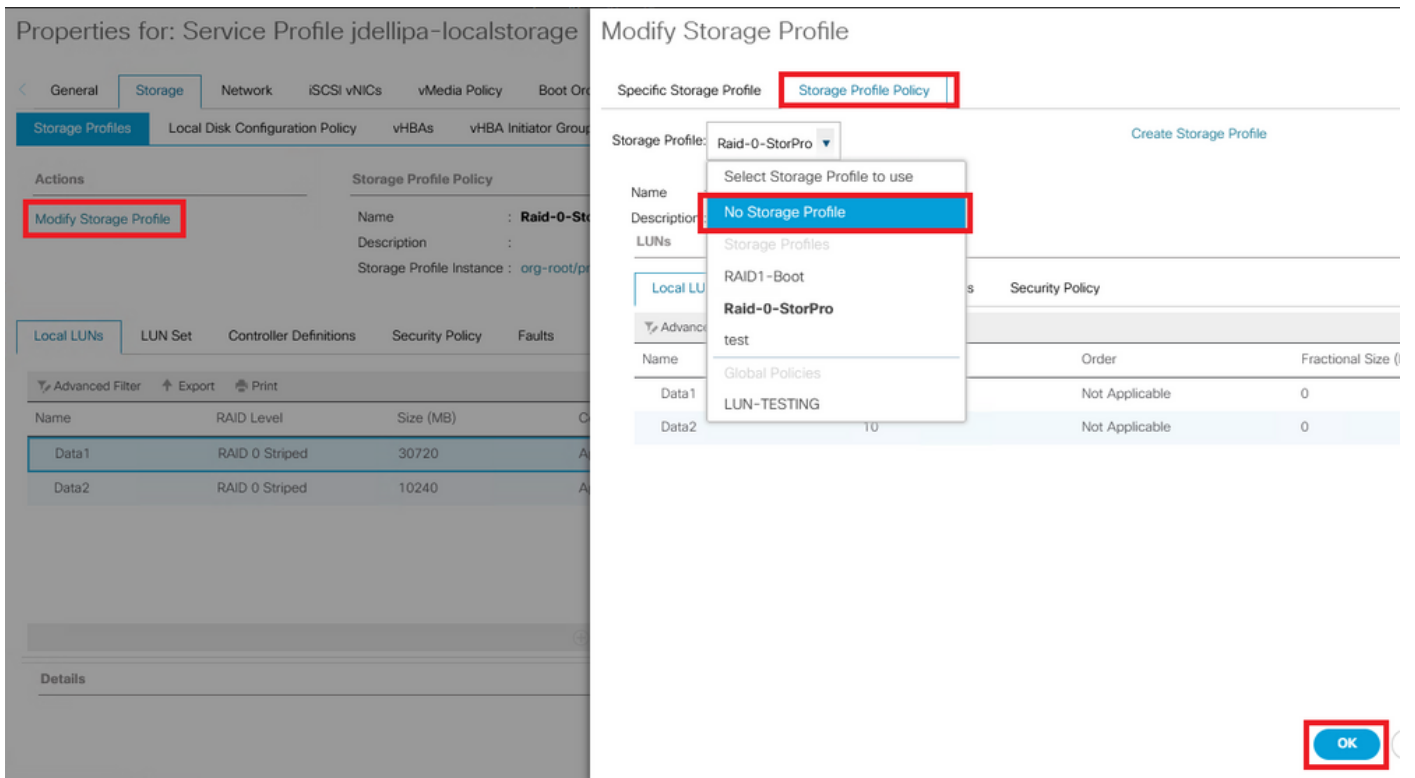 Properties for: Service Profile jdellipa-localstorage
General Storage Network iSCSI vNICs vMedia Policy Boot Ord
Storage Profiles Local Disk Configuration Policy vHBAs vHBA Initiator Group
Actions
Modify Storage Profile
Storage Profile Policy
Name : Raid-0-Sto
Description :
Storage Profile Instance : org-root/pr
Local LUNs LUN Set Controller Definitions Security Policy Faults
Advanced Filter Export Print
Name RAID Level Size (MB)
Data1 RAID 0 Striped 30720
Data2 RAID 0 Striped 10240
Details
Modify Storage Profile
Specific Storage Profile Storage Profile Policy
Storage Profile: Raid-0-StorPro
Create Storage Profile
Select Storage Profile to use
No Storage Profile
Storage Profiles
RAID1-Boot
Raid-0-StorPro
test
Global Policies
LUN-TESTING
Name
Description :
LUNs
Local LU s Security Policy
Advance
Name Order Fractional Size (
Data1 Not Applicable 0
Data2 10 Not Applicable 0
OK